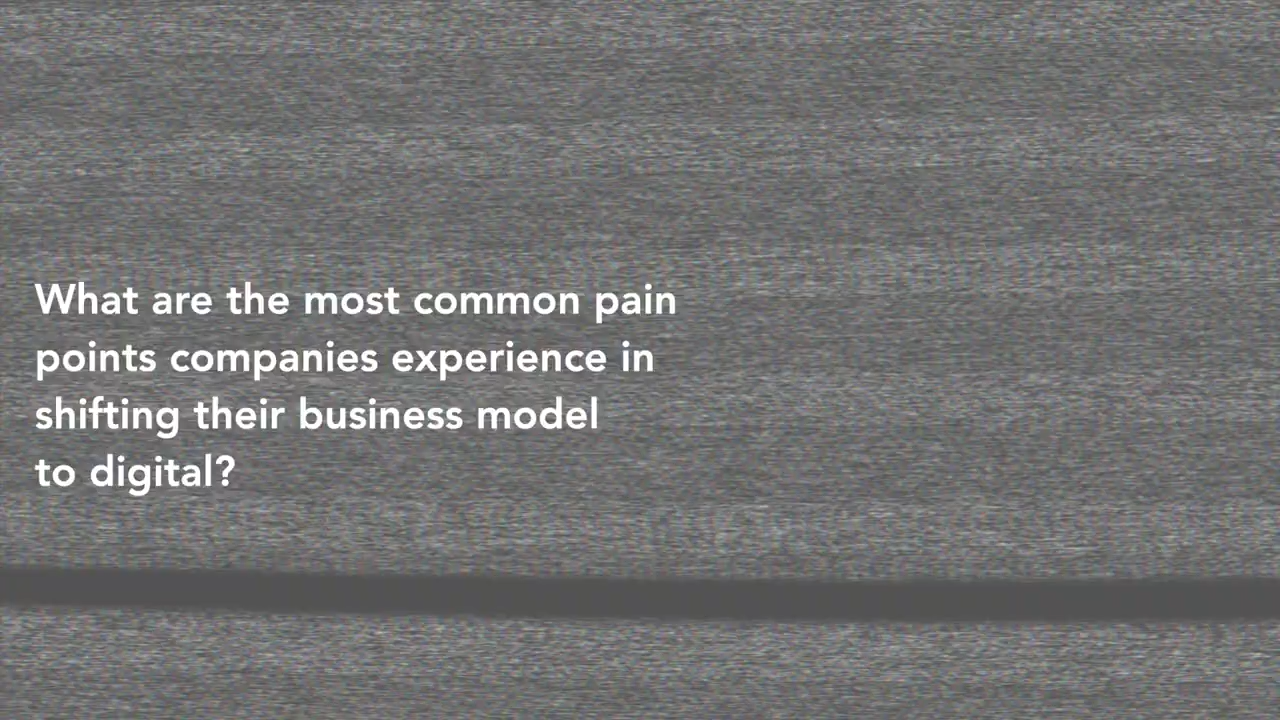 What are the most common pain
points companies experience in
shifting their business model
to digital?